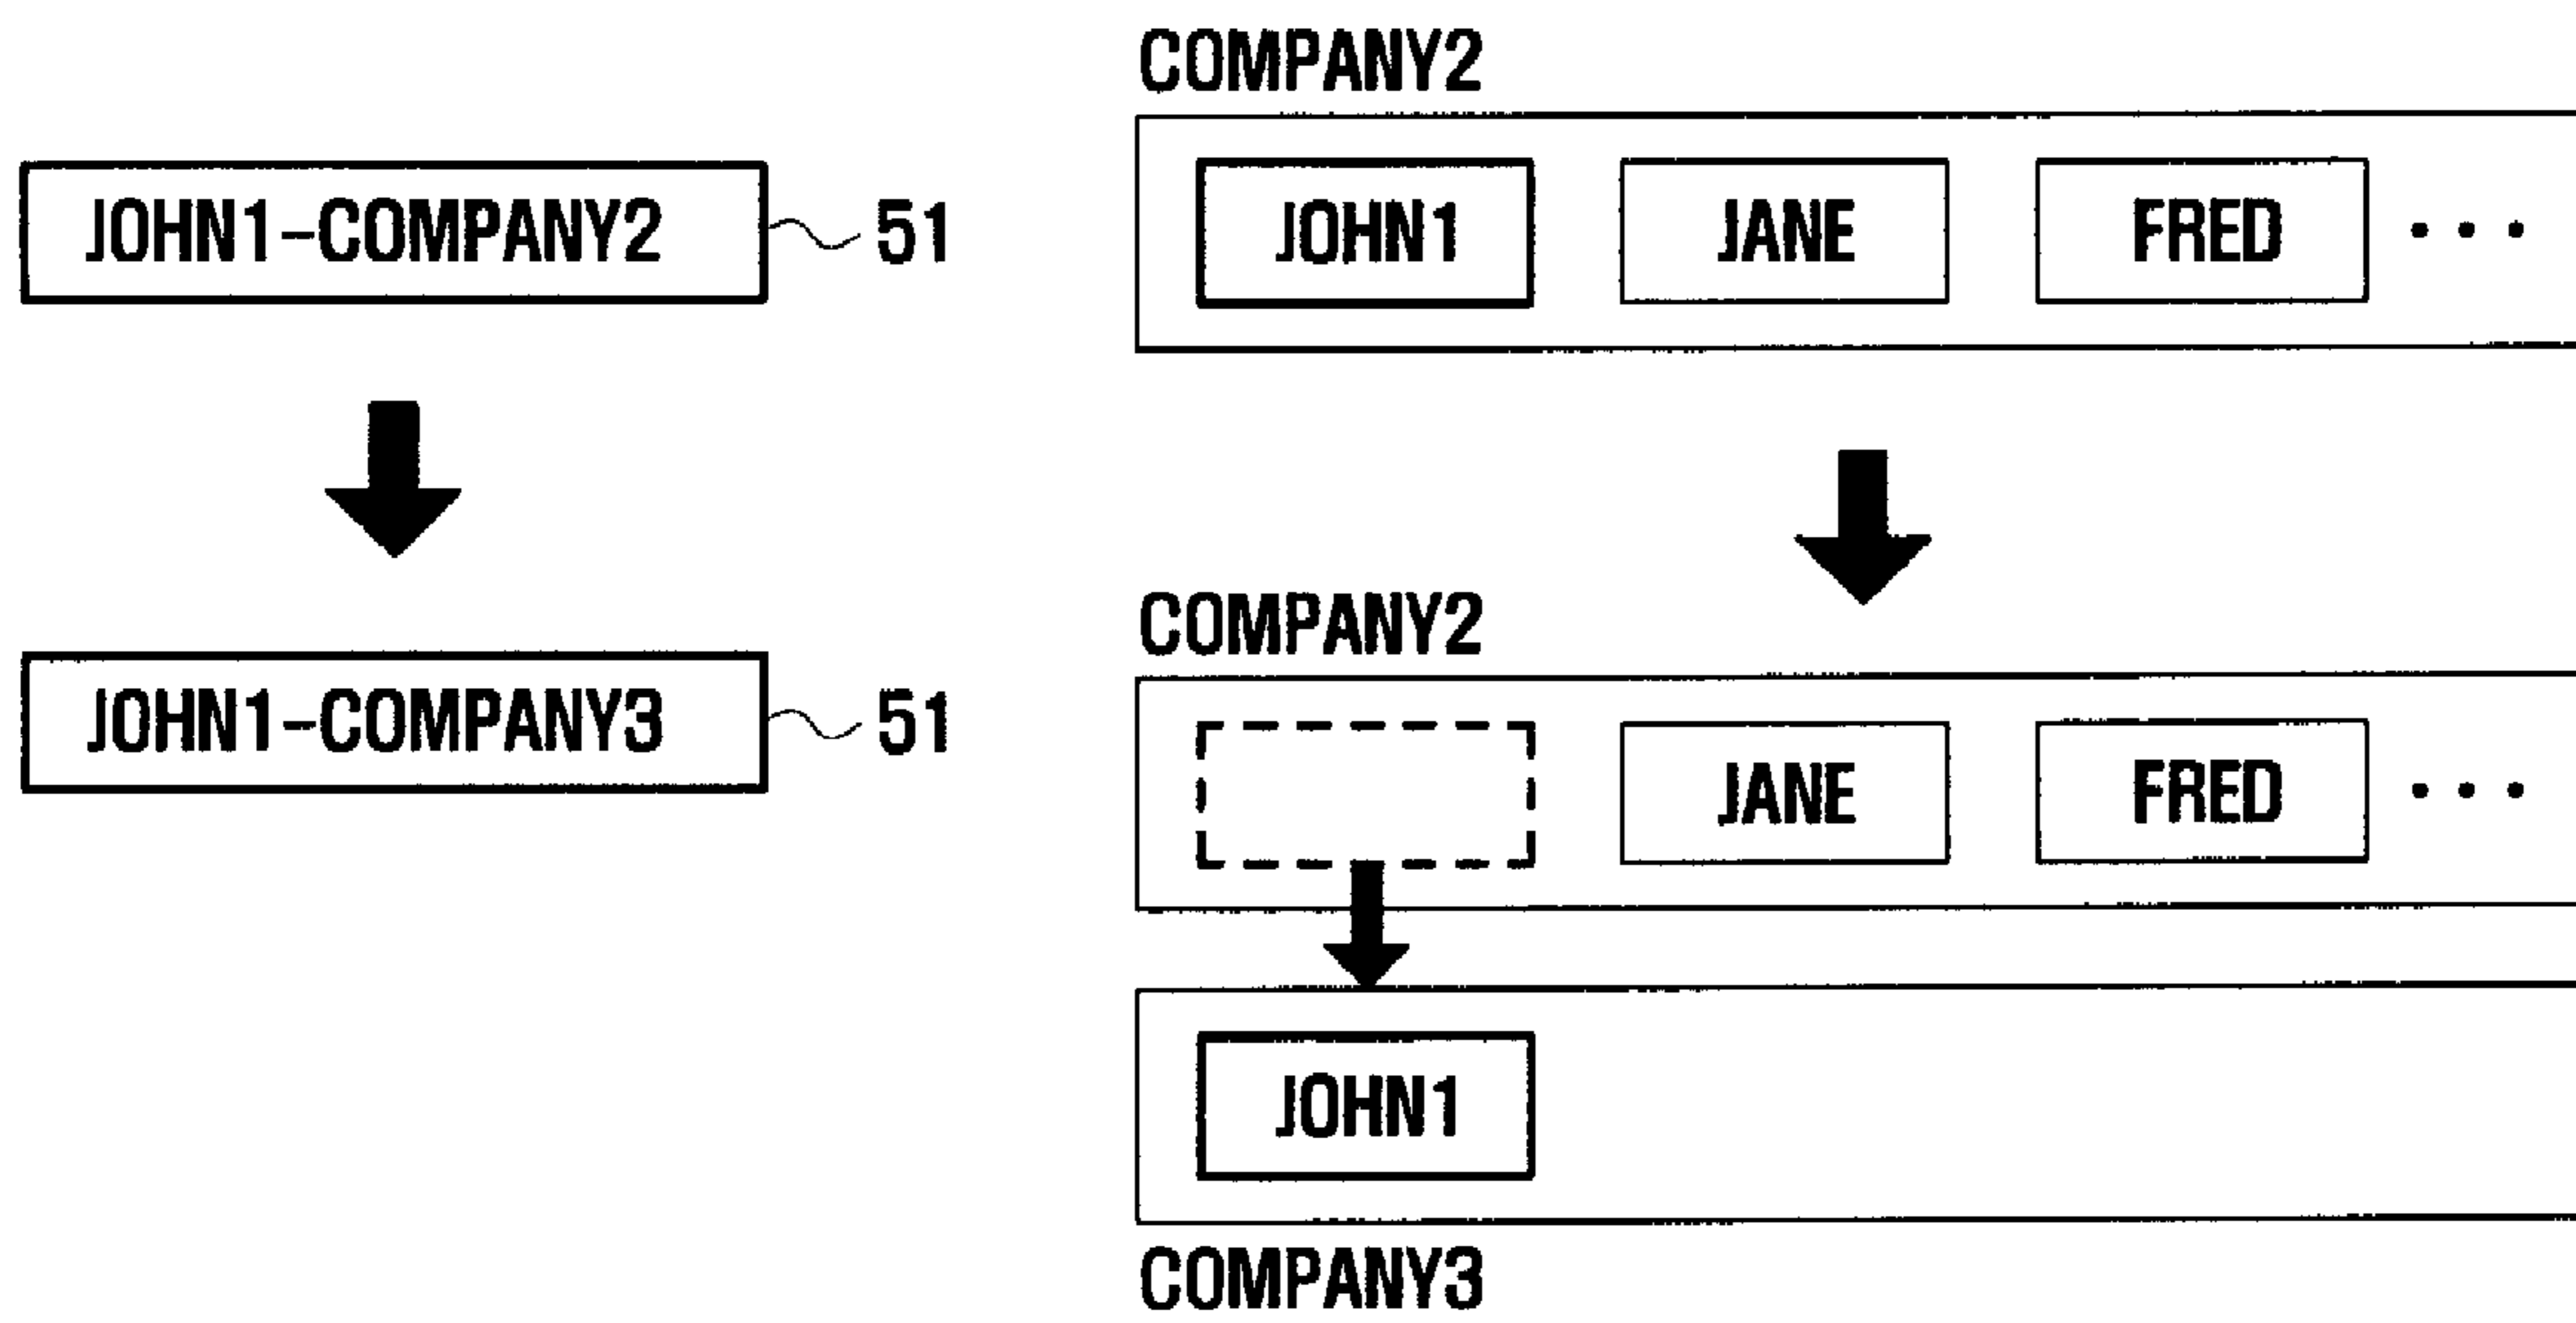 COMPANY2
JOHN1-COMPANY2 51
JOHN1 JANE FRED ...
COMPANY2
JOHN1-COMPANY3 51
JANE FRED ...
JOHN1
COMPANY3